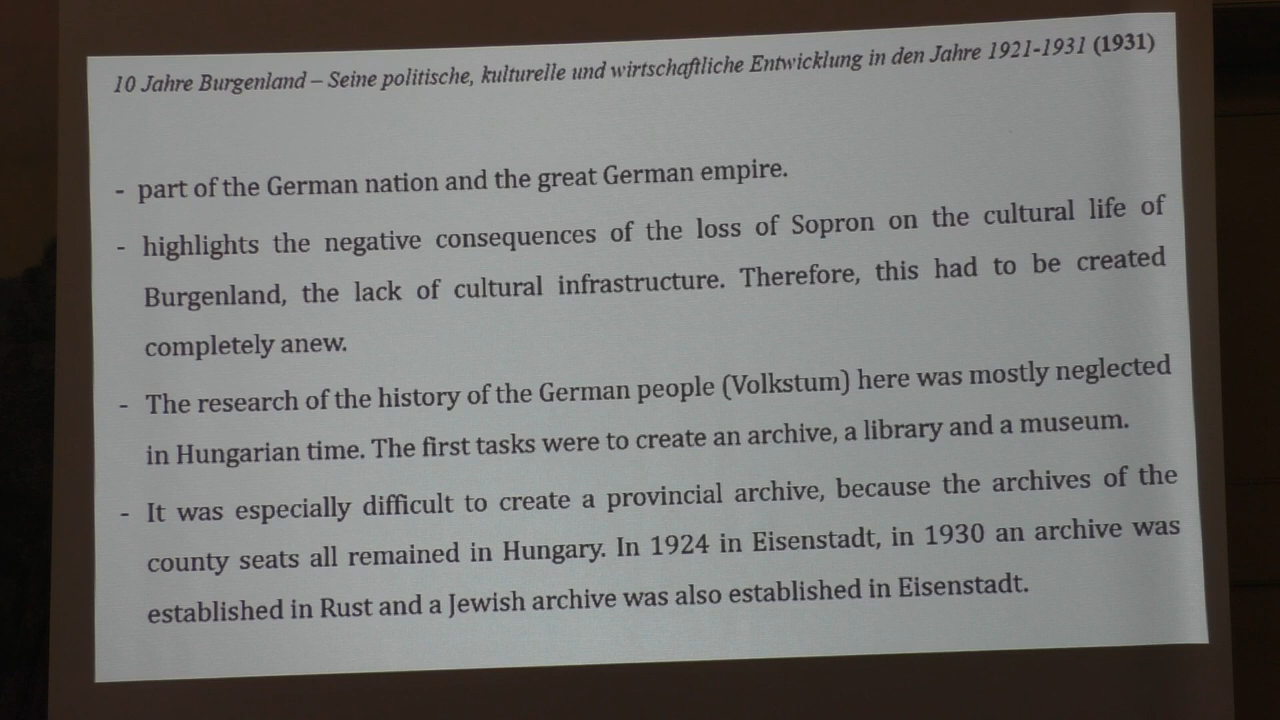 10 Jahre Burgenland – Seine politische, kulturelle und wirtschaftliche Entwicklung in den Jahre 1921-1931 (1931)
- part of the German nation and the great German empire.
- highlights the negative consequences of the loss of Sopron on the cultural life of
Burgenland, the lack of cultural infrastructure. Therefore, this had to be created
completely anew.
- The research of the history of the German people (Volkstum) here was mostly neglected
in Hungarian time. The first tasks were to create an archive, a library and a museum.
- It was especially difficult to create a provincial archive, because the archives of the
county seats all remained in Hungary. In 1924 in Eisenstadt, in 1930 an archive was
established in Rust and a Jewish archive was also established in Eisenstadt.